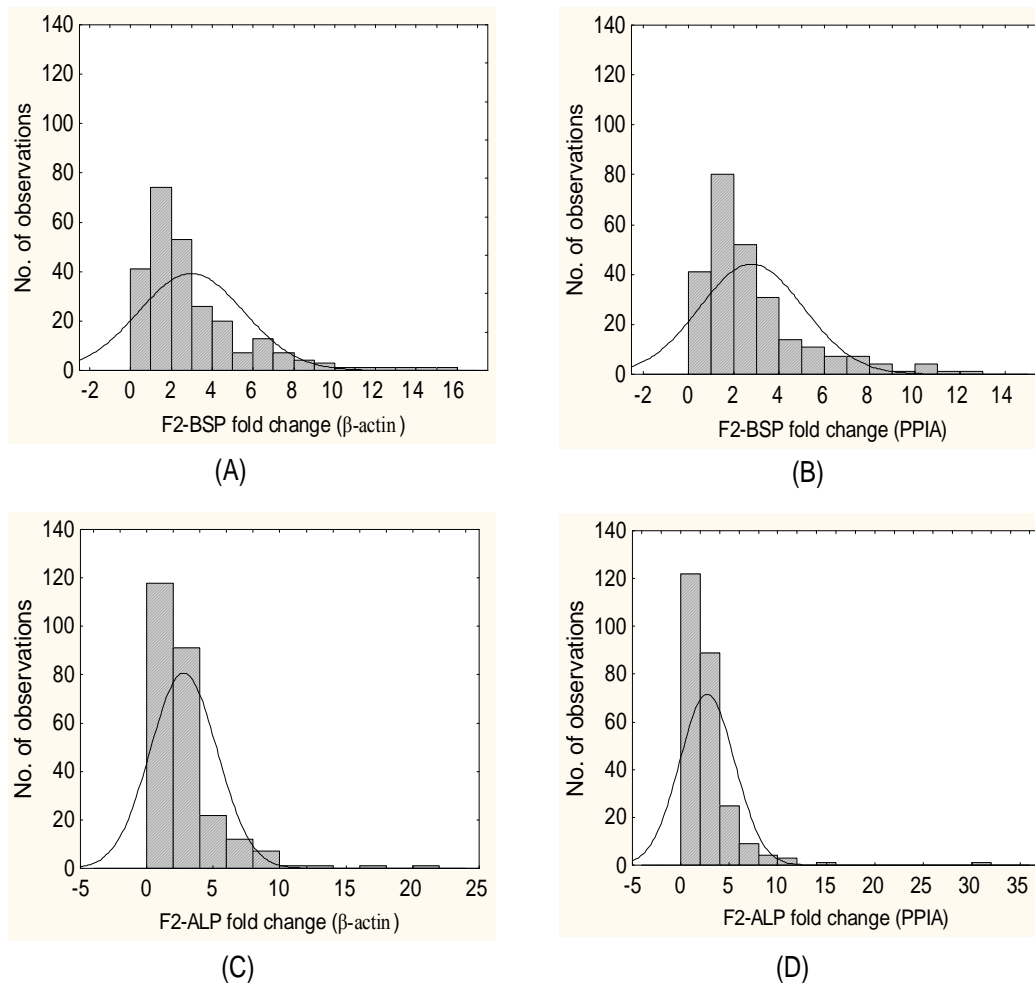 140
120
100
80
60
40
20
0
No. of observations
-2 0 2 4 6 8 10 12 14 16
F2-BSP fold change (β-actin)
(A)
140
120
100
80
60
40
20
0
No. of observations
-2 0 2 4 6 8 10 12 14
F2-BSP fold change (PPIA)
(B)
140
120
100
80
60
40
20
0
No. of observations
-5 0 5 10 15 20 25
F2-ALP fold change (β-actin)
(C)
140
120
100
80
60
40
20
0
No. of observations
-5 0 5 10 15 20 25 30 35
F2-ALP fold change (PPIA)
(D)